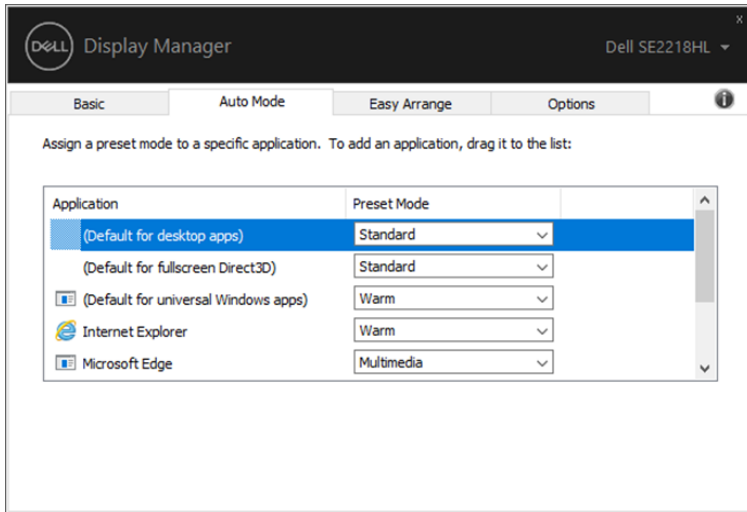 x
DELL Display Manager Dell SE2218HL
Basic Auto Mode Easy Arrange Options i
Assign a preset mode to a specific application. To add an application, drag it to the list:
Application Preset Mode
(Default for desktop apps) Standard
(Default for fullscreen Direct3D) Standard
(Default for universal Windows apps) Warm
Internet Explorer Warm
Microsoft Edge Multimedia